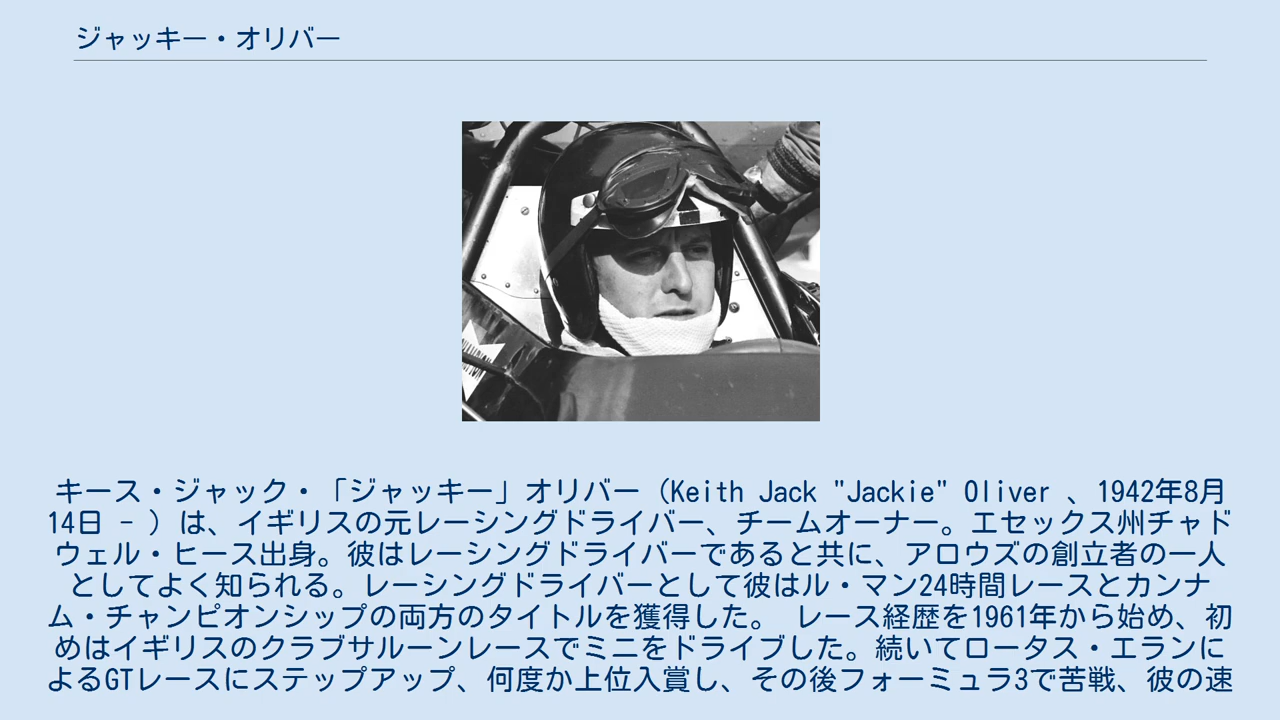 ジャッキー・オリバー
キース・ジャック・「ジャッキー」オリバー（Keith Jack "Jackie" Oliver 、1942年8月
14日 - ）は、イギリスの元レーシングドライバー、チームオーナー。エセックス州チャド
ウェル・ヒース出身。彼はレーシングドライバーであると共に、アロウズの創立者の一人
としてよく知られる。レーシングドライバーとして彼はル・マン24時間レースとカンナ
ム・チャンピオンシップの両方のタイトルを獲得した。 レース経歴を1961年から始め、初
めはイギリスのクラブサルーンレースでミニをドライブした。続いてロータス・エランに
よるGTレースにステップアップ、何度か上位入賞し、その後フォーミュラ3で苦戦、彼の速